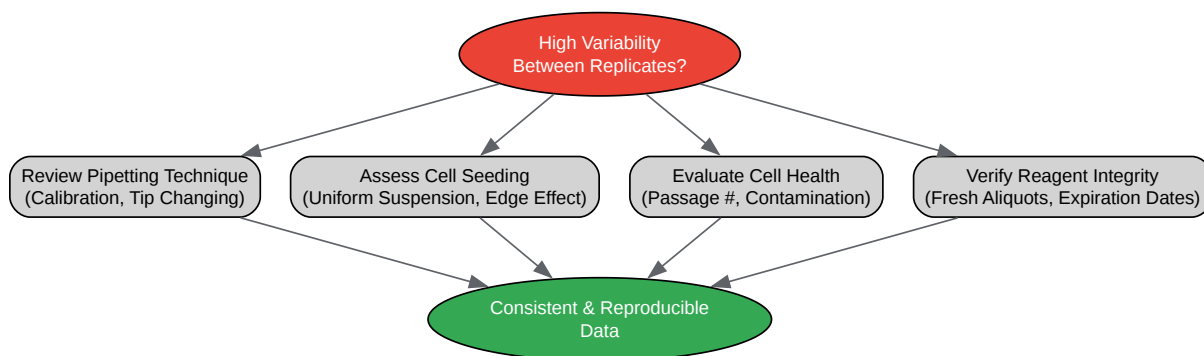 High Variability
Between Replicates?
Review Pipetting Technique
(Calibration, Tip Changing)
Assess Cell Seeding
(Uniform Suspension, Edge Effect)
Evaluate Cell Health
(Passage #, Contamination)
Verify Reagent Integrity
(Fresh Aliquots, Expiration Dates)
Consistent & Reproducible
Data